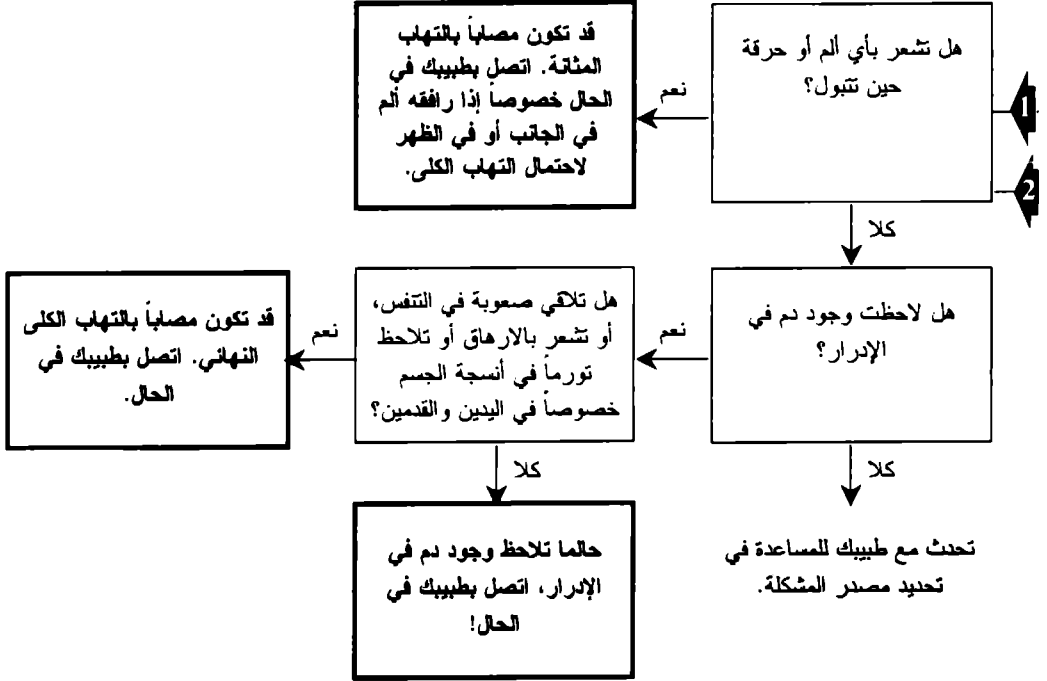 هل تشعر بأي ألم أو حرقة
حين تتبول؟
1
2
نعم
قد تكون مصاباً بالتهاب
المثانة. اتصل بطبيبك في
الحال خصوصاً إذا رافقه ألم
في الجانب أو في الظهر
لاحتمال التهاب الكلى.
كلا
هل لاحظت وجود دم في
الإدرار؟
نعم
هل تلاقي صعوبة في التنفس،
أو تشعر بالارهاق أو تلاحظ
تورماً في أنسجة الجسم
خصوصاً في اليدين والقدمين؟
نعم
قد تكون مصاباً بالتهاب الكلى
النهائي. اتصل بطبيبك في
الحال.
كلا
كلا
تحدث مع طبيبك للمساعدة في
تحديد مصدر المشكلة.
حالما تلاحظ وجود دم في
الإدرار، اتصل بطبيبك في
الحال!